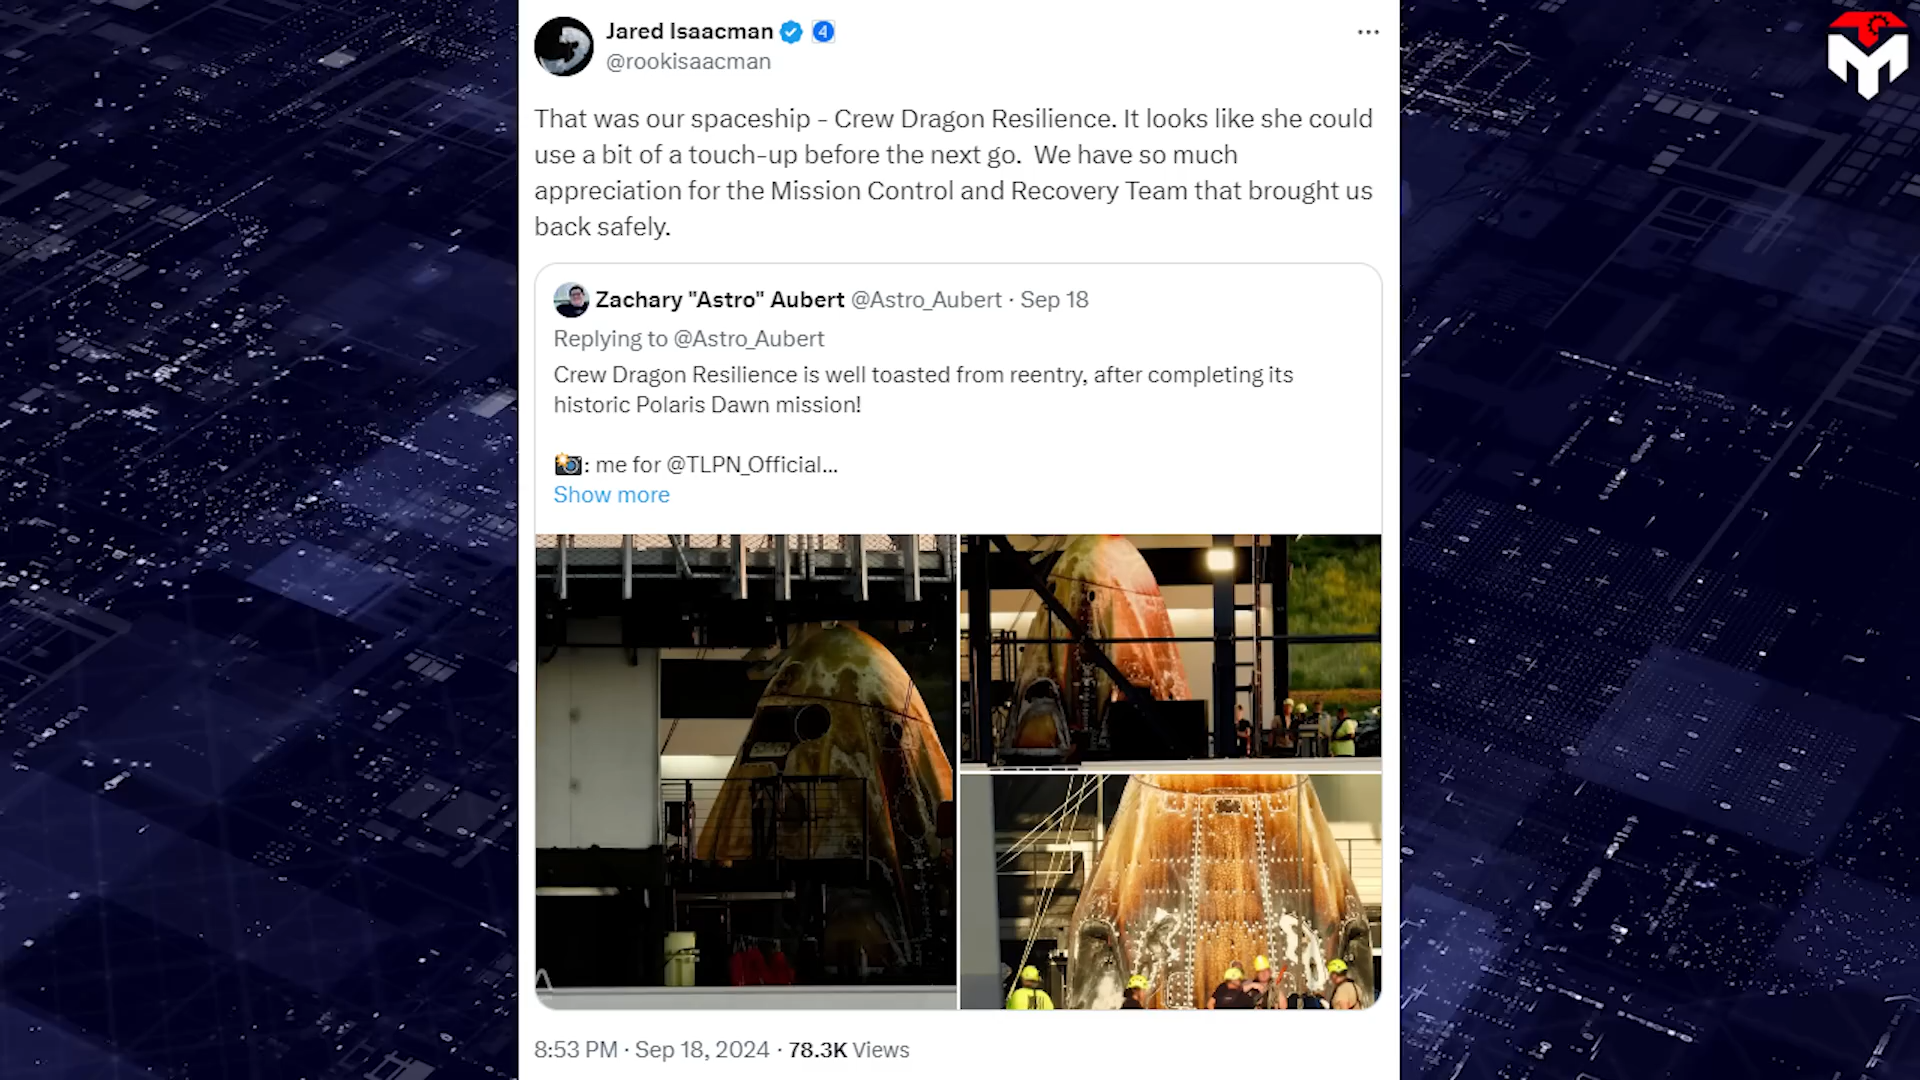 Jared Isaacman 4
@rookisaacman
That was our spaceship - Crew Dragon Resilience. It looks like she could
use a bit of a touch-up before the next go. We have so much
appreciation for the Mission Control and Recovery Team that brought us
back safely.
Zachary "Astro" Aubert @Astro_Aubert · Sep 18
Replying to @Astro_Aubert
Crew Dragon Resilience is well toasted from reentry, after completing its
historic Polaris Dawn mission!
: me for @TLPN_Official...
Show more
8:53 PM · Sep 18, 2024 · 78.3K Views